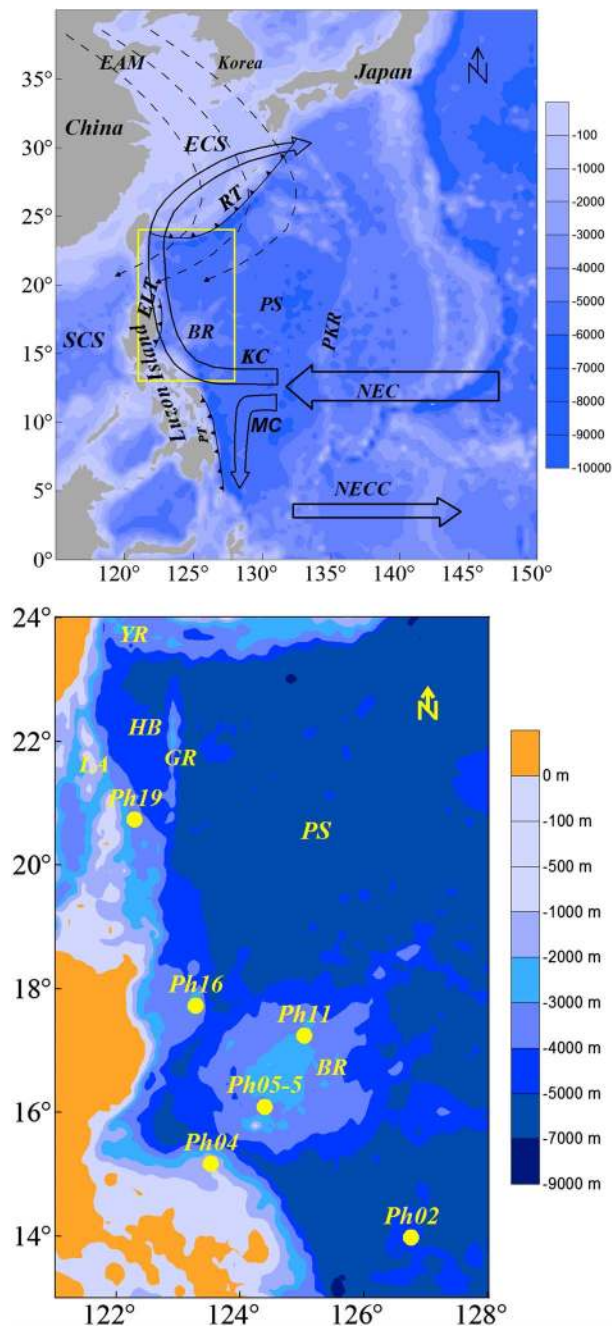 35°
EAM
Korea
Japan
N
China
30°
ECS
-100
-1000
25°
RT
-2000
-3000
20°
ELT
-4000
SCS
BR
PS
PKR
-5000
15°
Luzon Island
KC
-6000
NEC
-7000
10°
PT
MC
-8000
-9000
5°
NECC
-10000
0°
120°
125°
130°
135°
140°
145°
150°
24°
YR
N
22°
HB
GR
LA
0 m
Ph19
-100 m
PS
-500 m
20°
-1000 m
-2000 m
18°
Ph16
-3000 m
Ph11
-4000 m
BR
Ph05-5
-5000 m
16°
Ph04
-7000 m
14°
Ph02
-9000 m
122°
124°
126°
128°